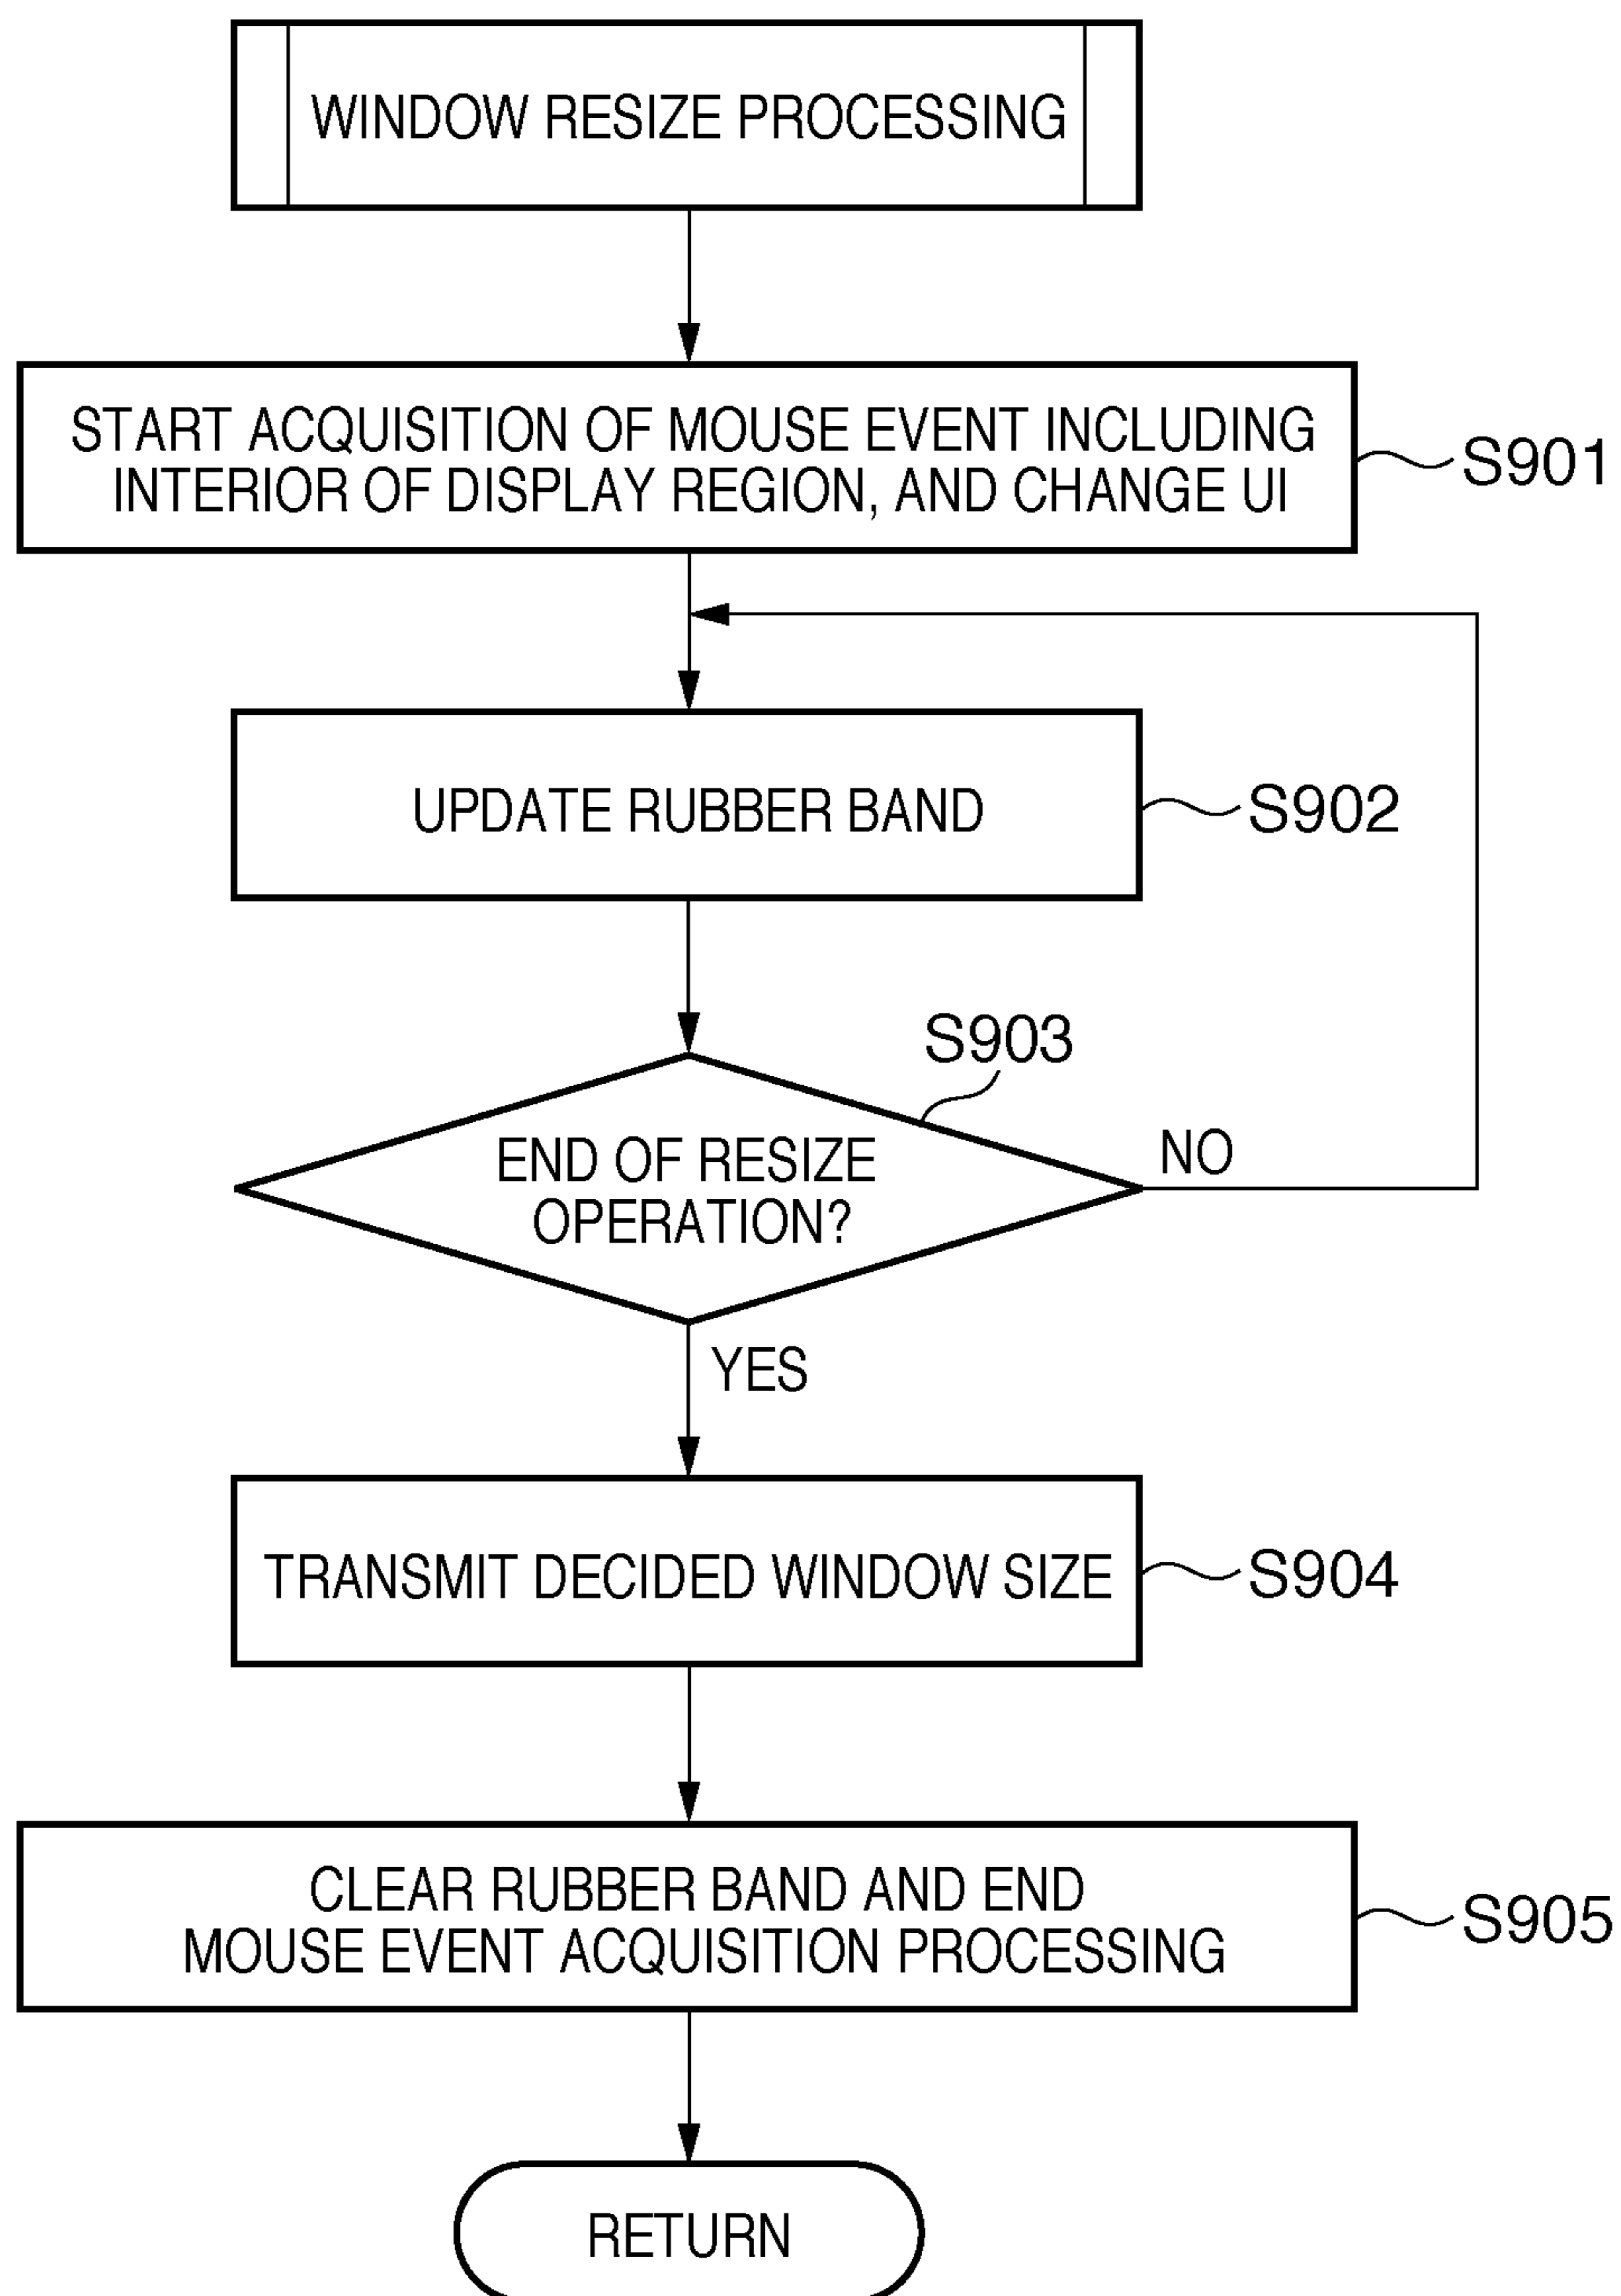 WINDOW RESIZE PROCESSING
START ACQUISITION OF MOUSE EVENT INCLUDING
INTERIOR OF DISPLAY REGION, AND CHANGE UI
S901
UPDATE RUBBER BAND
S902
S903
END OF RESIZE
OPERATION?
NO
YES
TRANSMIT DECIDED WINDOW SIZE
S904
CLEAR RUBBER BAND AND END
MOUSE EVENT ACQUISITION PROCESSING
S905
RETURN